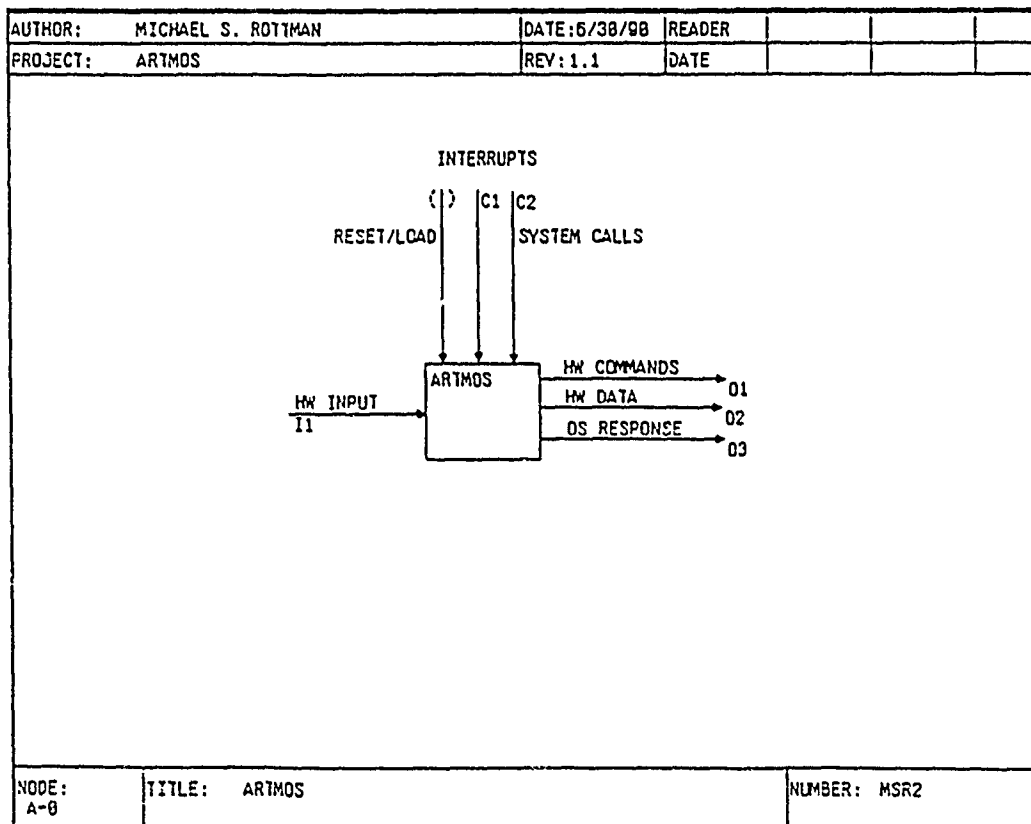 AUTHOR: MICHAEL S. ROTTMAN DATE:6/30/90 READER
PROJECT: ARTMOS REV:1.1 DATE
INTERRUPTS
( ) C1 C2
RESET/LOAD SYSTEM CALLS
ARTMOS
HW INPUT
I1
HW COMMANDS
O1
HW DATA
O2
OS RESPONSE
O3
NODE: TITLE: ARTMOS NUMBER: MSR2
A-0